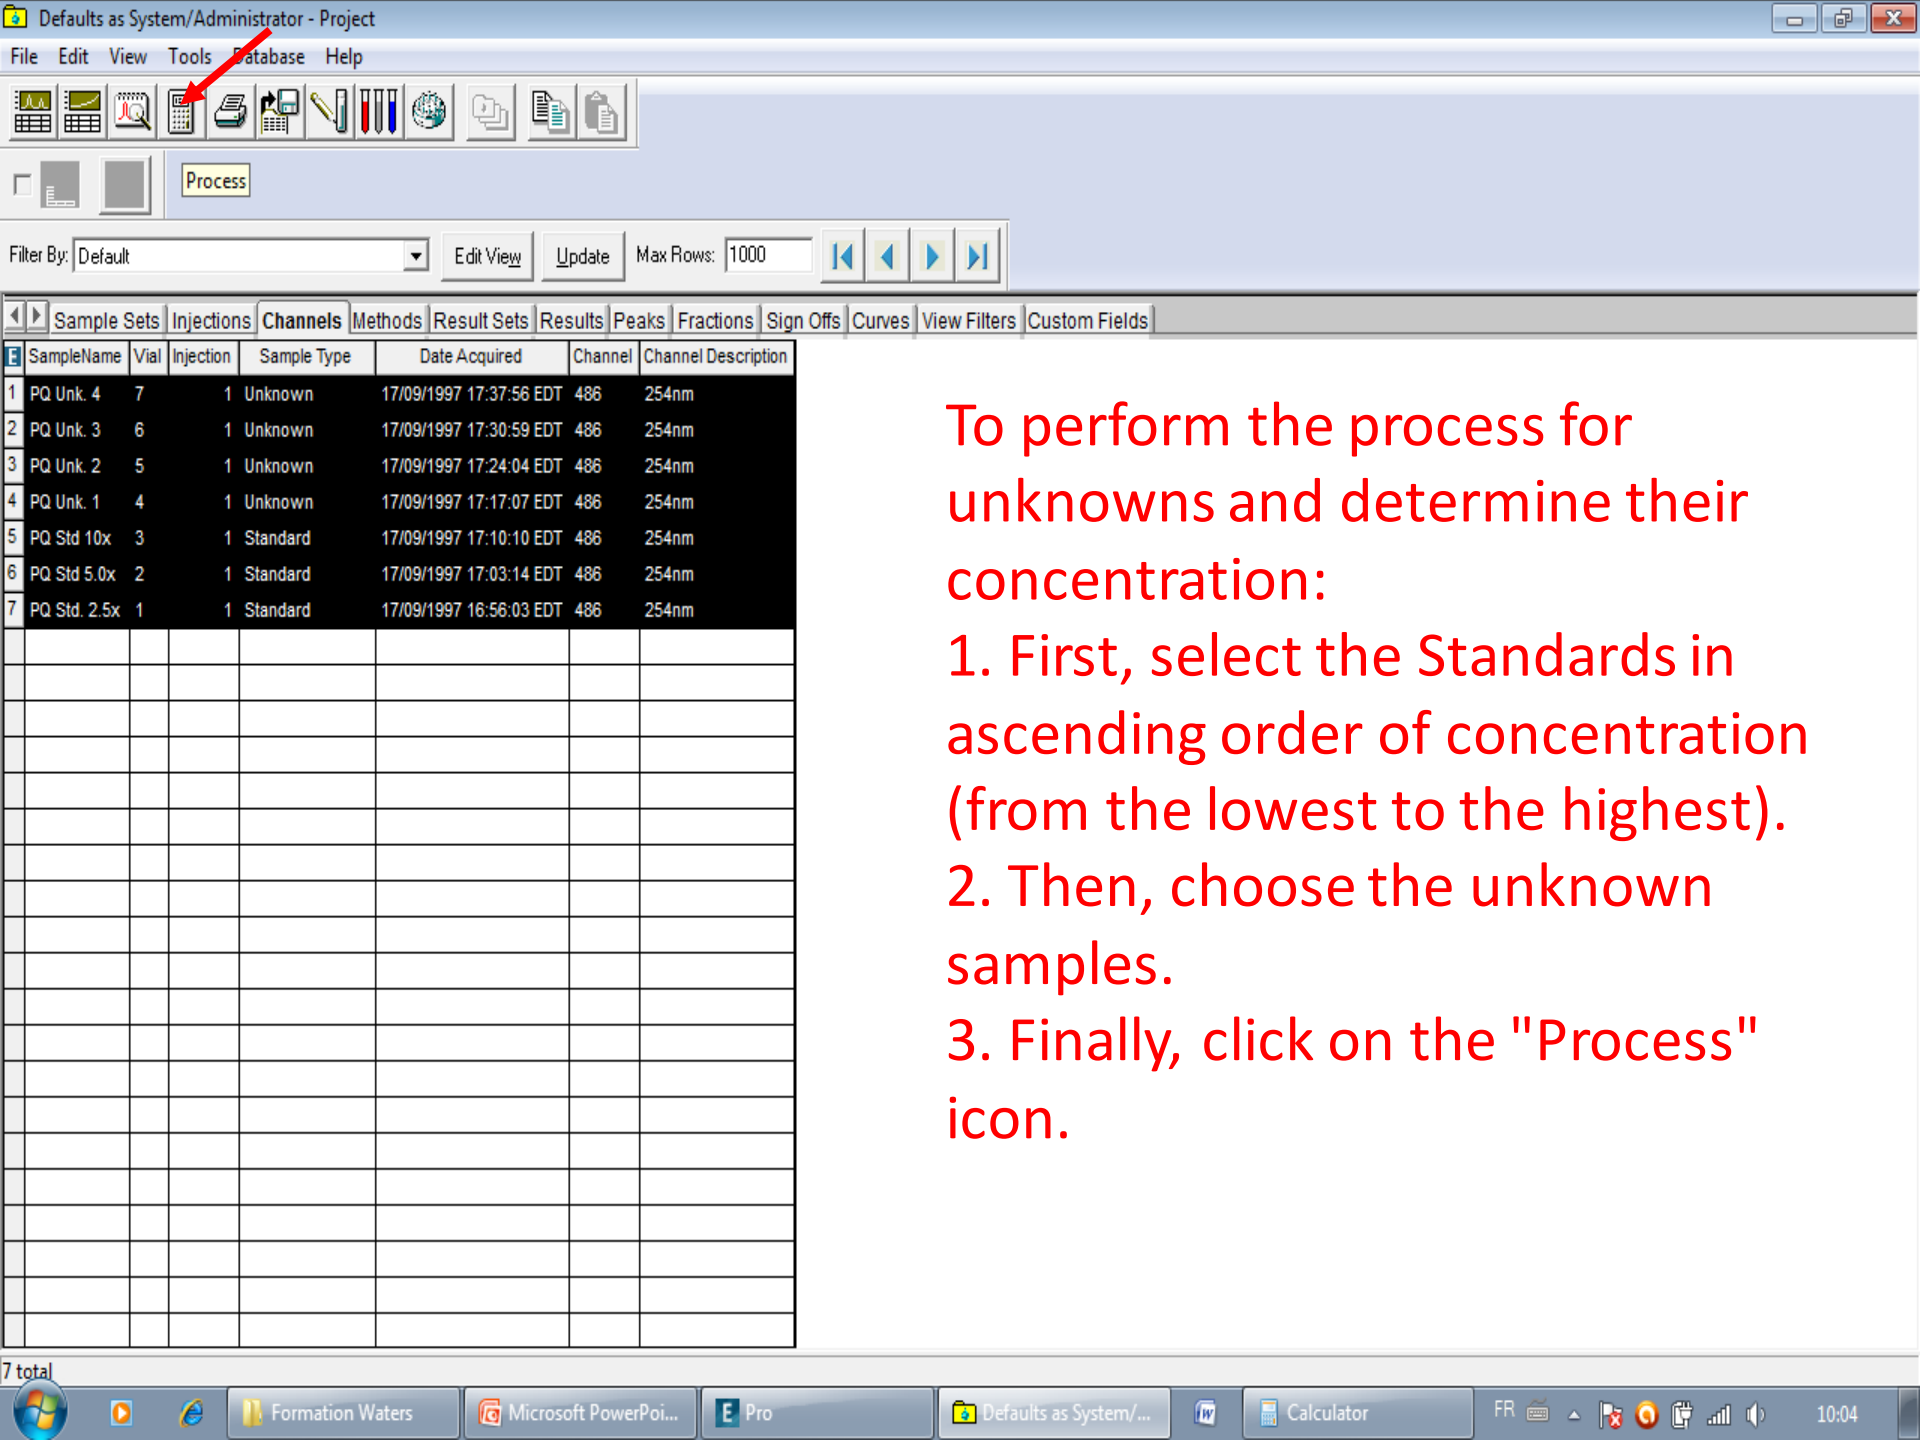 Defaults as System/Administrator - Project
File Edit View Tools Database Help
Process
Filter By: Default Edit View Update Max Rows: 1000
Sample Sets Injections Channels Methods Result Sets Results Peaks Fractions Sign Offs Curves View Filters Custom Fields
E SampleName Vial Injection Sample Type Date Acquired Channel Channel Description
1 PQ Unk. 4 7 1 Unknown 17/09/1997 17:37:56 EDT 486 254nm
2 PQ Unk. 3 6 1 Unknown 17/09/1997 17:30:59 EDT 486 254nm
3 PQ Unk. 2 5 1 Unknown 17/09/1997 17:24:04 EDT 486 254nm
4 PQ Unk. 1 4 1 Unknown 17/09/1997 17:17:07 EDT 486 254nm
5 PQ Std 10x 3 1 Standard 17/09/1997 17:10:10 EDT 486 254nm
6 PQ Std 5.0x 2 1 Standard 17/09/1997 17:03:14 EDT 486 254nm
7 PQ Std. 2.5x 1 1 Standard 17/09/1997 16:56:03 EDT 486 254nm
To perform the process for
unknowns and determine their
concentration:
1. First, select the Standards in
ascending order of concentration
(from the lowest to the highest).
2. Then, choose the unknown
samples.
3. Finally, click on the "Process"
icon.
7 total
Formation Waters Microsoft PowerPoi... E Pro Defaults as System/... Calculator FR 10:04